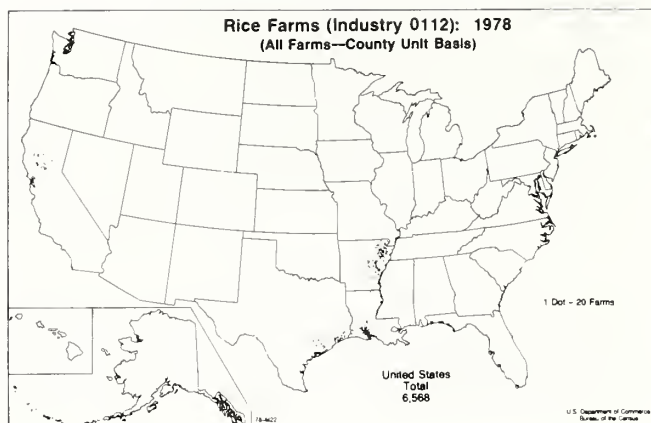 Rice Farms (Industry 0112): 1978
(All Farms--County Unit Basis)
1 Dot - 20 Farms
United States
Total
6,568
U.S. Department of Commerce
Bureau of the Census